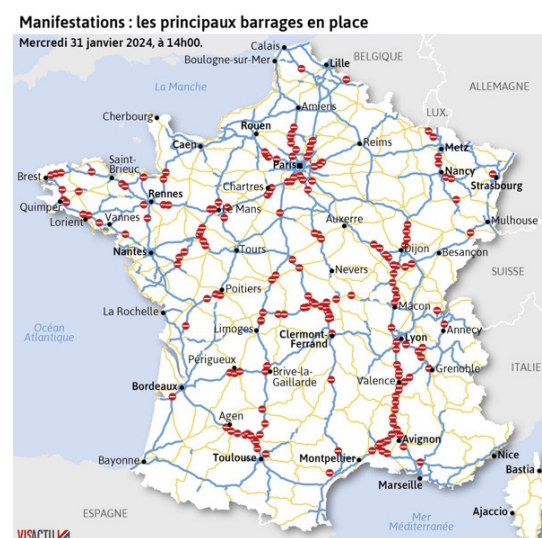 Manifestations : les principaux barrages en place
Mercredi 31 janvier 2024, à 14h00.
Calais
Boulogne-sur-Mer
Lille
BELGIQUE
La Manche
ALLEMAGNE
Amiens
LUX.
Cherbourg
Rouen
Caen
Reims
Metz
Paris
Saint-
Brieuc
Brest
Chartres
Nancy
Strasbourg
Rennes
Quimper
Le Mans
Lorient
Vannes
Auxerre
Mulhouse
Nantes
Tours
Dijon
Besançon
Nevers
SUISSE
Poitiers
La Rochelle
Mâcon
Océan
Atlantique
Limoges
Annecy
Clermont-
Ferrand
Lyon
Périgueux
ITALIE
Brive-la-
Gaillarde
Grenoble
Bordeaux
Valence
Agen
Avignon
Bayonne
Toulouse
Montpellier
Nice
Bastia
Marseille
Ajaccio
ESPAGNE
Mer
Méditerranée
VISACTU